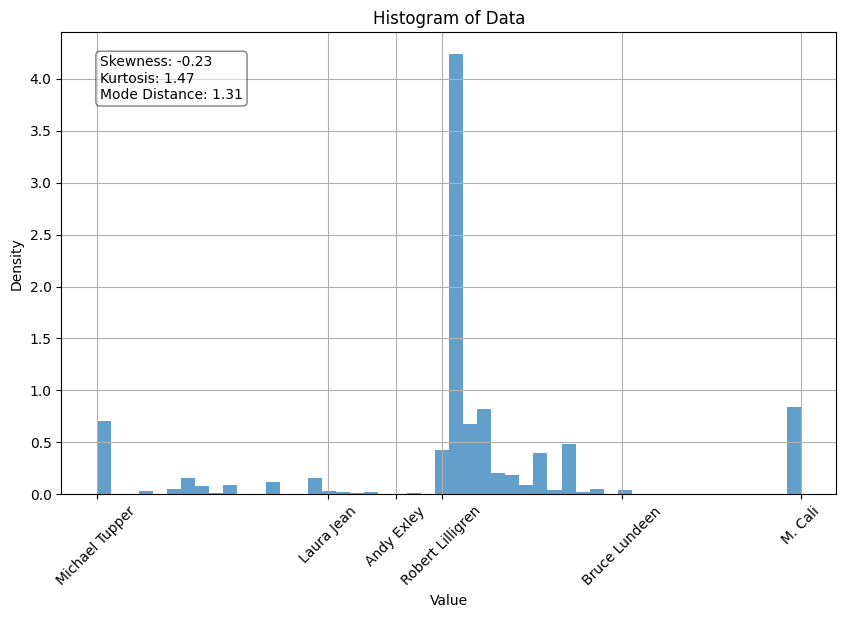 Histogram of Data
Skewness: -0.23
Kurtosis: 1.47
Mode Distance: 1.31
Density
4.0
3.5
3.0
2.5
2.0
1.5
1.0
0.5
0.0
Michael Tupper
Laura Jean
Andy Exley
Robert Lilligren
Bruce Lundeen
M. Cali
Value